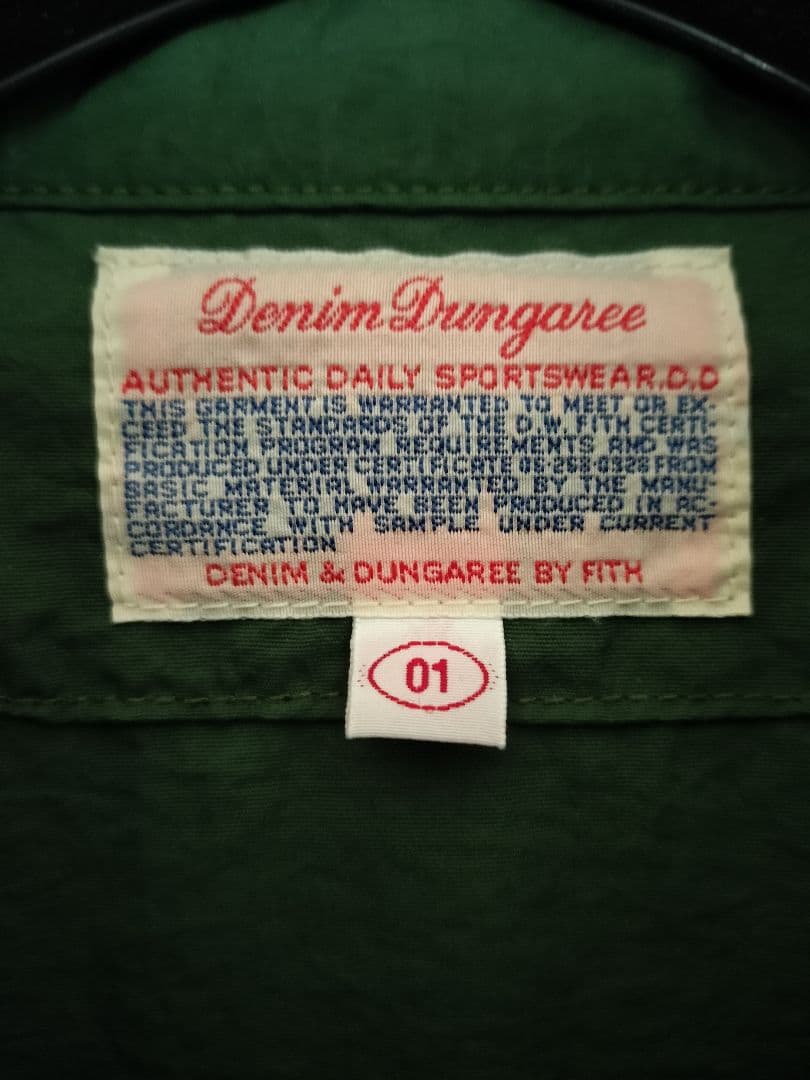 Denim Dungaree
AUTHENTIC DAILY SPORTSWEAR.D.D
THIS GARMENT IS WARRANTED TO MEET OR EX-
CEED THE STANDARDS OF THE D.W. FITH CERTI-
FICATION PROGRAM REQUIREMENTS AND WAS
PRODUCED UNDER CERTIFICATE FROM
BASIC MATERIAL WARRANTED BY THE MANU-
FACTURER TO HAVE BEEN PRODUCED IN AC-
CORDANCE WITH SAMPLE UNDER CURRENT
CERTIFICATION
DENIM & DUNGAREE BY FITH
01